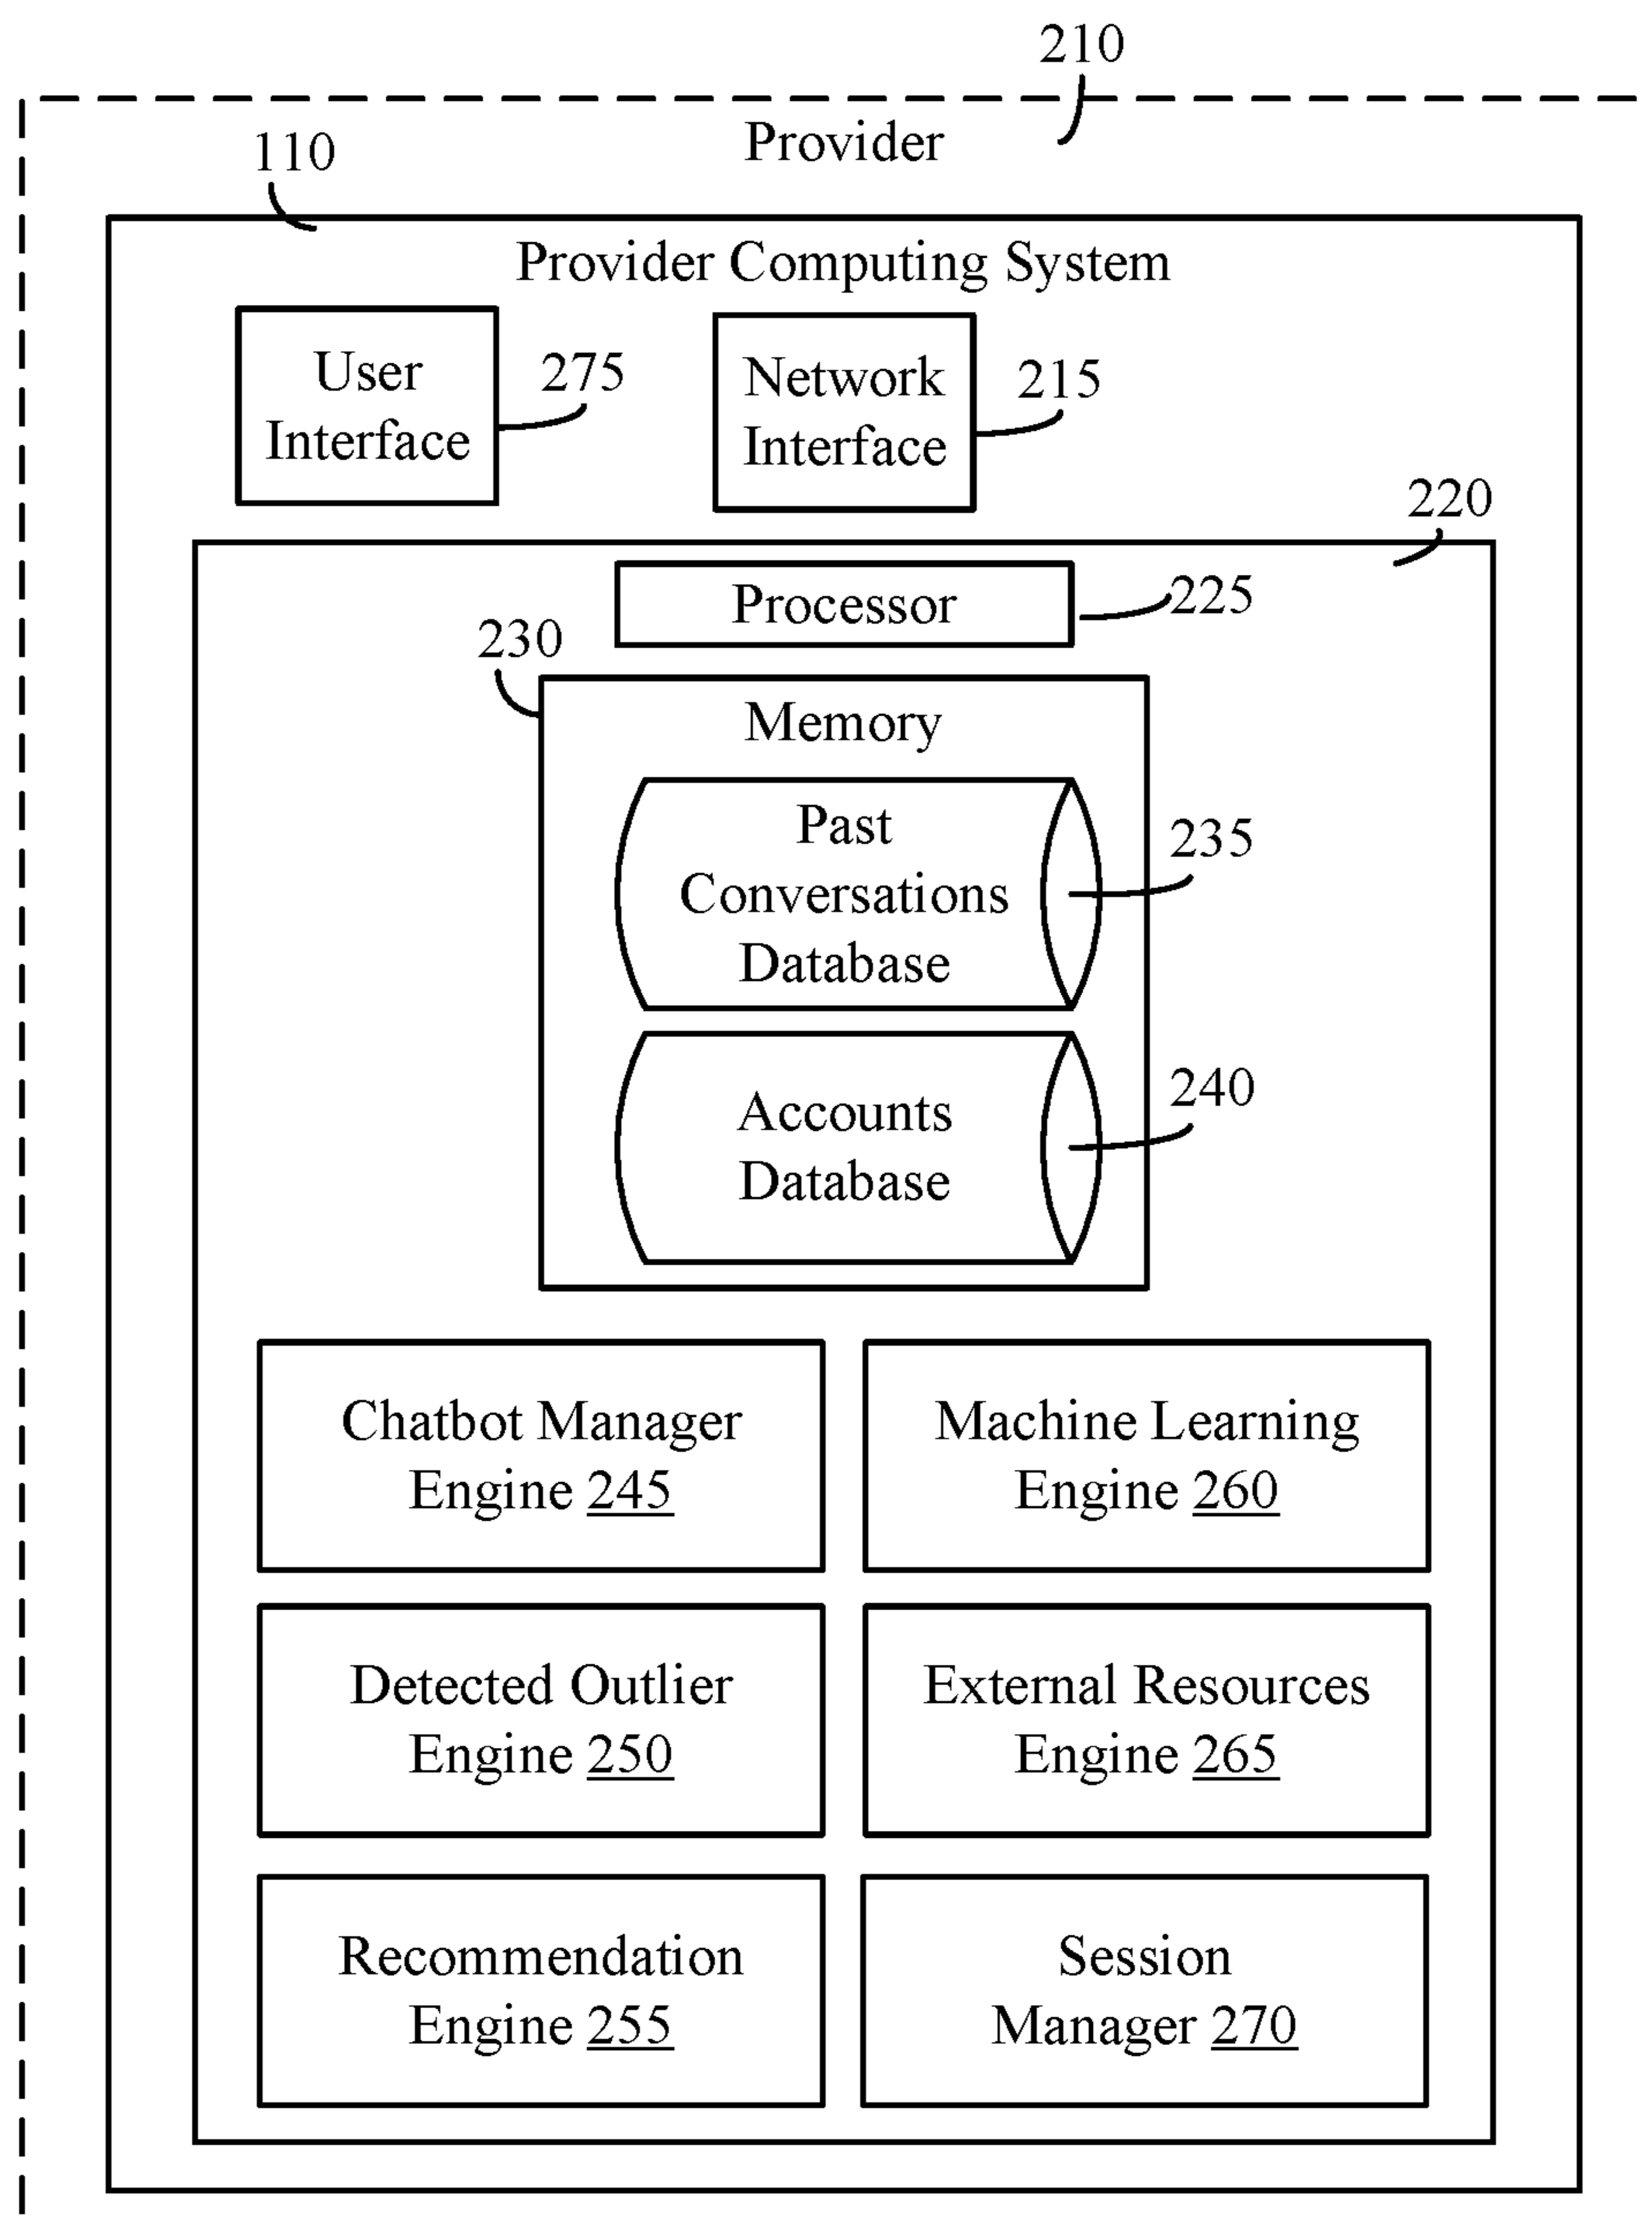 210
Provider
110
Provider Computing System
User
Interface
275
Network
Interface
215
220
Processor
225
230
Memory
Past
Conversations
Database
235
Accounts
Database
240
Chatbot Manager
Engine 245
Machine Learning
Engine 260
Detected Outlier
Engine 250
External Resources
Engine 265
Recommendation
Engine 255
Session
Manager 270